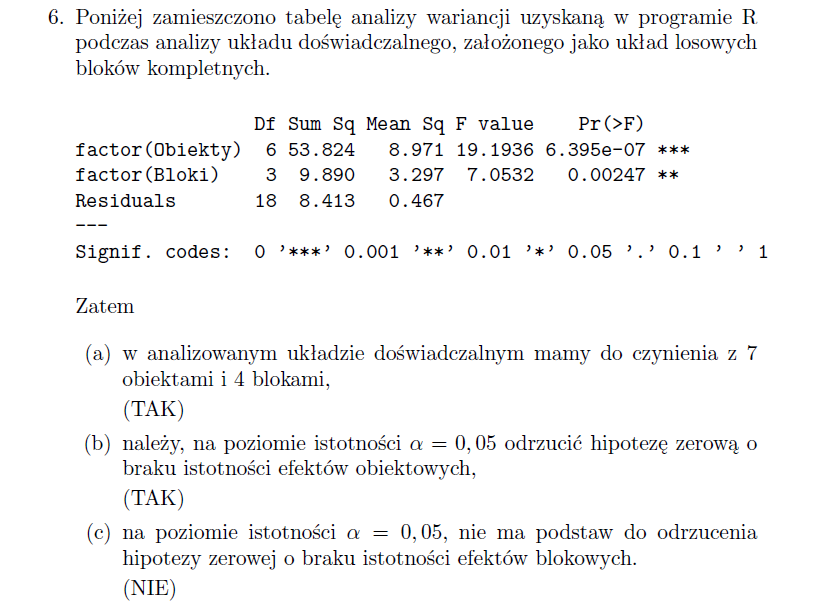 6. Poniżej zamieszczono tabelę analizy wariancji uzyskaną w programie R
podczas analizy układu doświadczalnego, założonego jako układ losowych
bloków kompletnych.
Df Sum Sq Mean Sq F value Pr(>F)
factor(Obiekty) 6 53.824 8.971 19.1936 6.395e-07 ***
factor(Bloki) 3 9.890 3.297 7.0532 0.00247 **
Residuals 18 8.413 0.467
---
Signif. codes: 0 '***' 0.001 '**' 0.01 '*' 0.05 '.' 0.1 ' ' 1
Zatem
(a) w analizowanym układzie doświadczalnym mamy do czynienia z 7
obiektami i 4 blokami,
(TAK)
(b) należy, na poziomie istotności α = 0,05 odrzucić hipotezę zerową o
braku istotności efektów obiektowych,
(TAK)
(c) na poziomie istotności α = 0,05, nie ma podstaw do odrzucenia
hipotezy zerowej o braku istotności efektów blokowych.
(NIE)